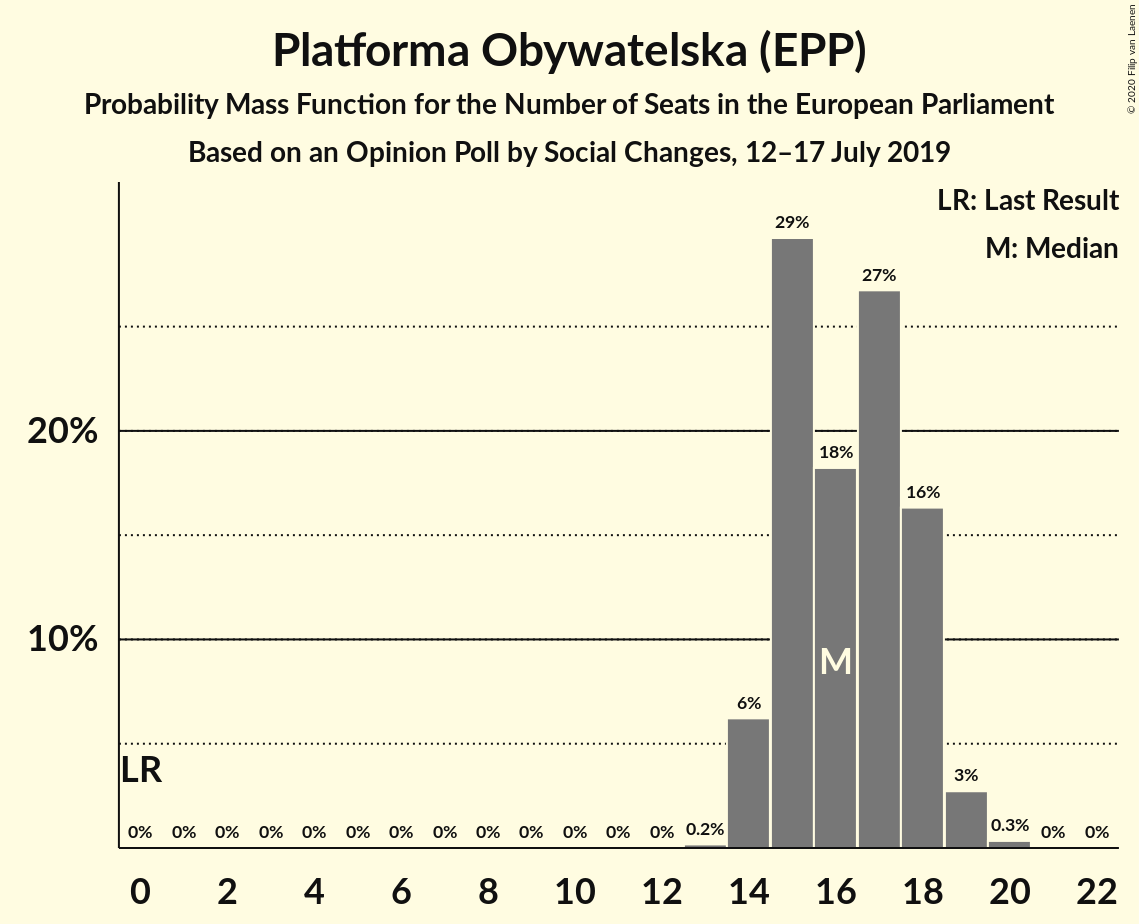 Platforma Obywatelska (EPP)
Probability Mass Function for the Number of Seats in the European Parliament
Based on an Opinion Poll by Social Changes, 12–17 July 2019
© 2020 Filip van Laenen
LR: Last Result
M: Median
29%
27%
20%
18%
16%
10%
M
6%
LR
3%
0% 0% 0% 0% 0% 0% 0% 0% 0% 0% 0% 0% 0% 0.2% 0.3% 0% 0%
0 2 4 6 8 10 12 14 16 18 20 22